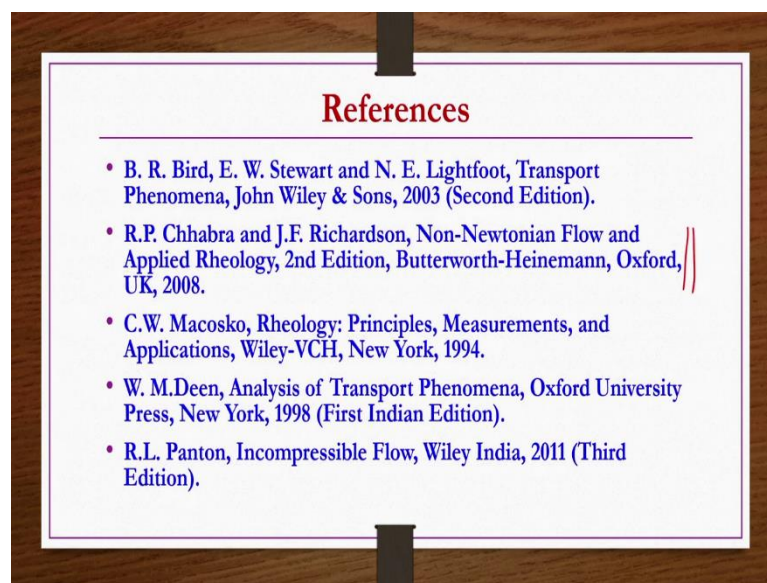 References
• B. R. Bird, E. W. Stewart and N. E. Lightfoot, Transport
Phenomena, John Wiley & Sons, 2003 (Second Edition).
• R.P. Chhabra and J.F. Richardson, Non-Newtonian Flow and
Applied Rheology, 2nd Edition, Butterworth-Heinemann, Oxford,
UK, 2008.
• C.W. Macosko, Rheology: Principles, Measurements, and
Applications, Wiley-VCH, New York, 1994.
• W. M.Deen, Analysis of Transport Phenomena, Oxford University
Press, New York, 1998 (First Indian Edition).
• R.L. Panton, Incompressible Flow, Wiley India, 2011 (Third
Edition).